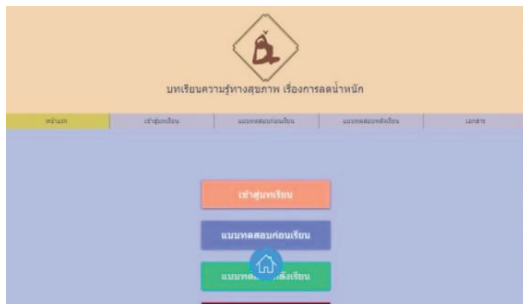 บทเรียนความรู้ทางสุขภาพ เรื่องการลดน้ำหนัก
หน้าแรก เข้าสู่บทเรียน แบบทดสอบก่อนเรียน แบบทดสอบหลังเรียน เอกสาร
เข้าสู่บทเรียน
แบบทดสอบก่อนเรียน